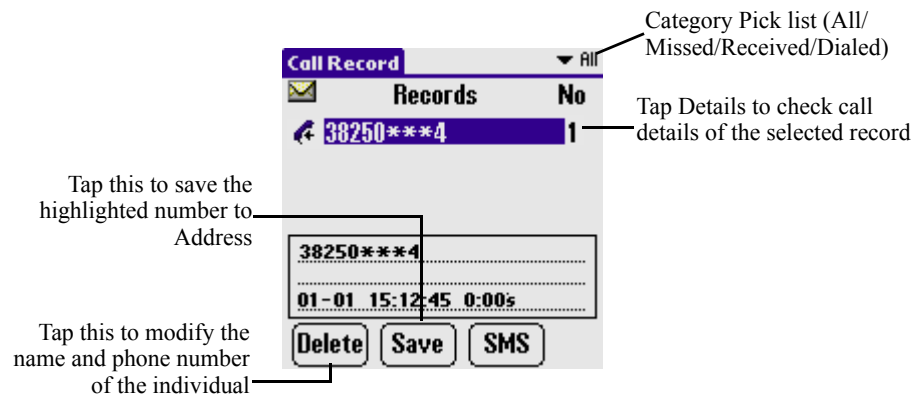 Category Pick list (All/
Missed/Received/Dialed)
Call Record All
Records No
38250***4 1
Tap Details to check call
details of the selected record
Tap this to save the
highlighted number to
Address
38250***4
01-01 15:12:45 0:00s
Tap this to modify the
name and phone number
of the individual
Delete Save SMS